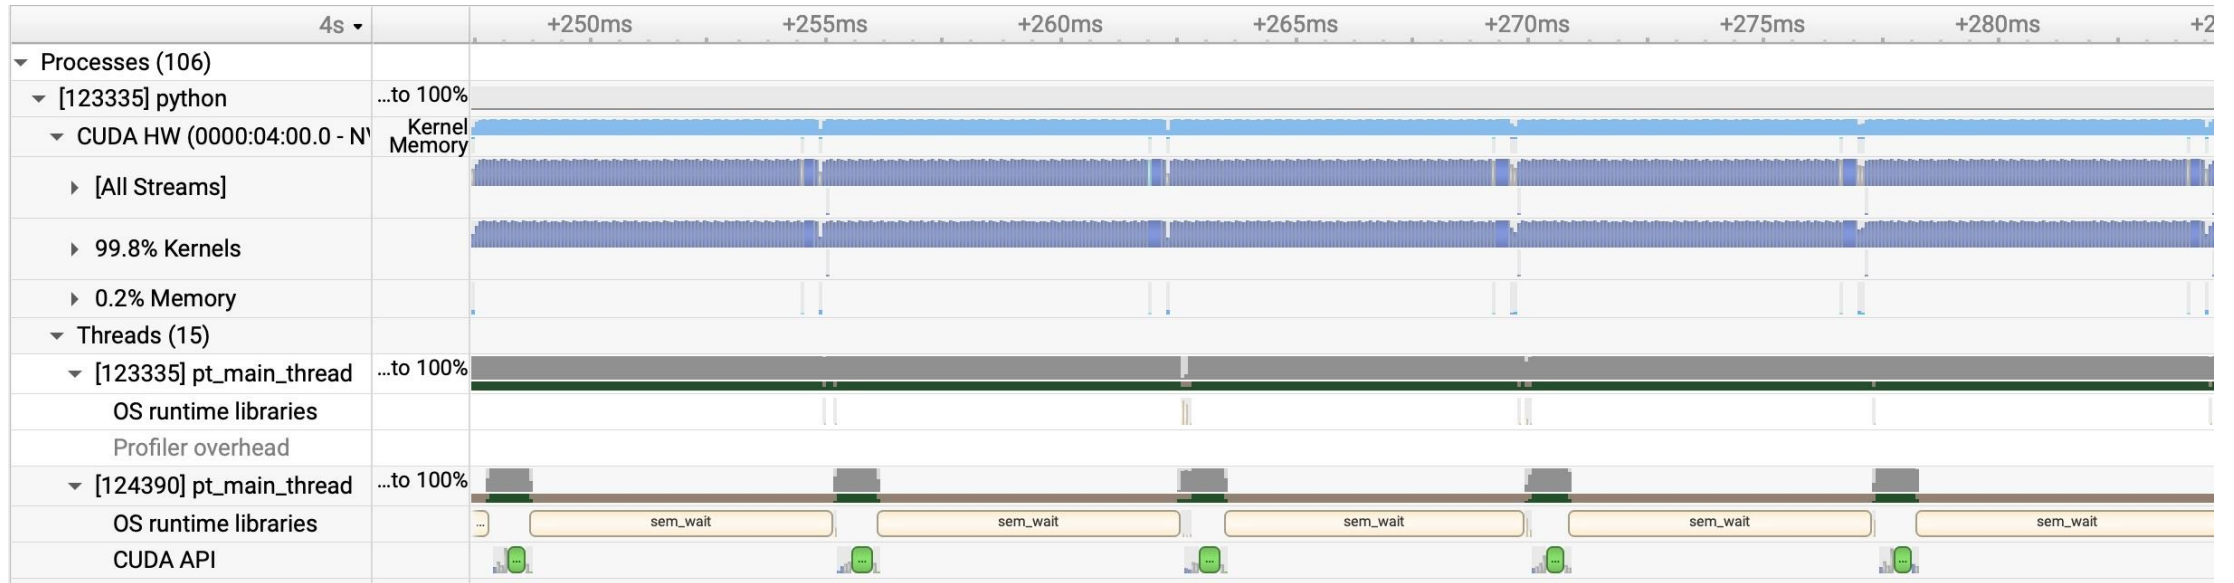 4s +250ms +255ms +260ms +265ms +270ms +275ms +280ms +2
Processes (106)
[123335] python ...to 100%
CUDA HW (0000:04:00.0 - N Kernel
Memory
[All Streams]
99.8% Kernels
0.2% Memory
Threads (15)
[123335] pt_main_thread ...to 100%
OS runtime libraries
Profiler overhead
[124390] pt_main_thread ...to 100%
OS runtime libraries ... sem_wait sem_wait sem_wait sem_wait sem_wait
CUDA API ... ... ... ... ...